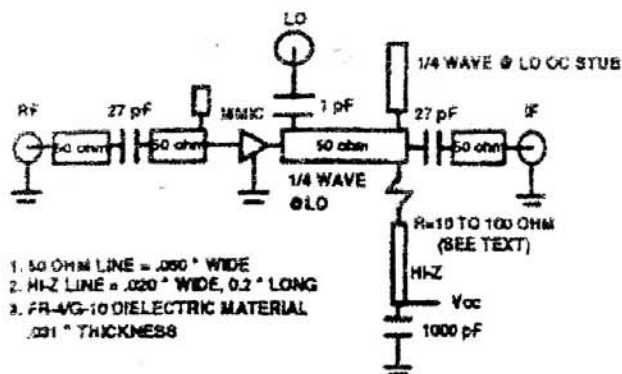 LO
1/4 WAVE @ LO OC STUB
RF
27 pF
MMIC
1 pF
27 pF
IF
50 ohm
50 ohm
50 ohm
50 ohm
1/4 WAVE
@LO
R=10 TO 100 OHM
(SEE TEXT)
HI-Z
Vcc
1000 pF
1. 50 OHM LINE = .060 " WIDE
2. HI-Z LINE = .020 " WIDE, 0.2 " LONG
3. FR-4/G-10 DIELECTRIC MATERIAL
.031 " THICKNESS